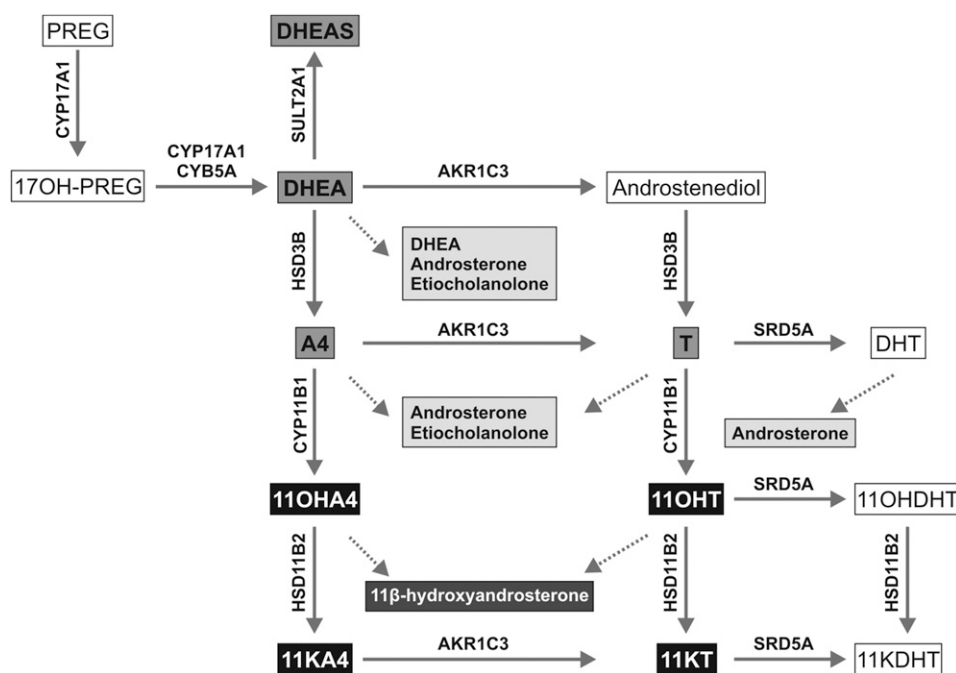 PREG
DHEAS
CYP17A1
SULT2A1
CYP17A1
CYB5A
AKR1C3
17OH-PREG
DHEA
Androstenediol
HSD3B
DHEA
Androsterone
Etiocholanolone
HSD3B
AKR1C3
SRD5A
A4
T
DHT
CYP11B1
Androsterone
Etiocholanolone
CYP11B1
Androsterone
SRD5A
11OHA4
11OHT
11OHDHT
HSD11B2
11β-hydroxyandrosterone
HSD11B2
HSD11B2
AKR1C3
SRD5A
11KA4
11KT
11KDHT